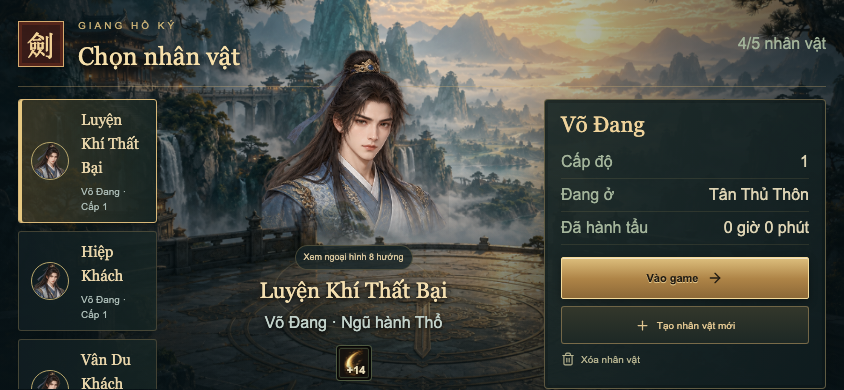 劍
GIANG HỒ KÝ
Chọn nhân vật
4/5 nhân vật
Luyện
Khí Thất
Bại
Võ Đang ·
Cấp 1
Hiệp
Khách
Võ Đang ·
Cấp 1
Vân Du
Khách
Xem ngoại hình 8 hướng
Luyện Khí Thất Bại
Võ Đang · Ngũ hành Thổ
+14
Võ Đang
Cấp độ 1
Đang ở Tân Thủ Thôn
Đã hành tẩu 0 giờ 0 phút
Vào game →
+ Tạo nhân vật mới
Xóa nhân vật